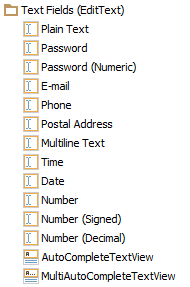 Text Fields (EditText)
Plain Text
Password
Password (Numeric)
E-mail
Phone
Postal Address
Multiline Text
Time
Date
Number
Number (Signed)
Number (Decimal)
AutoCompleteTextView
MultiAutoCompleteTextView